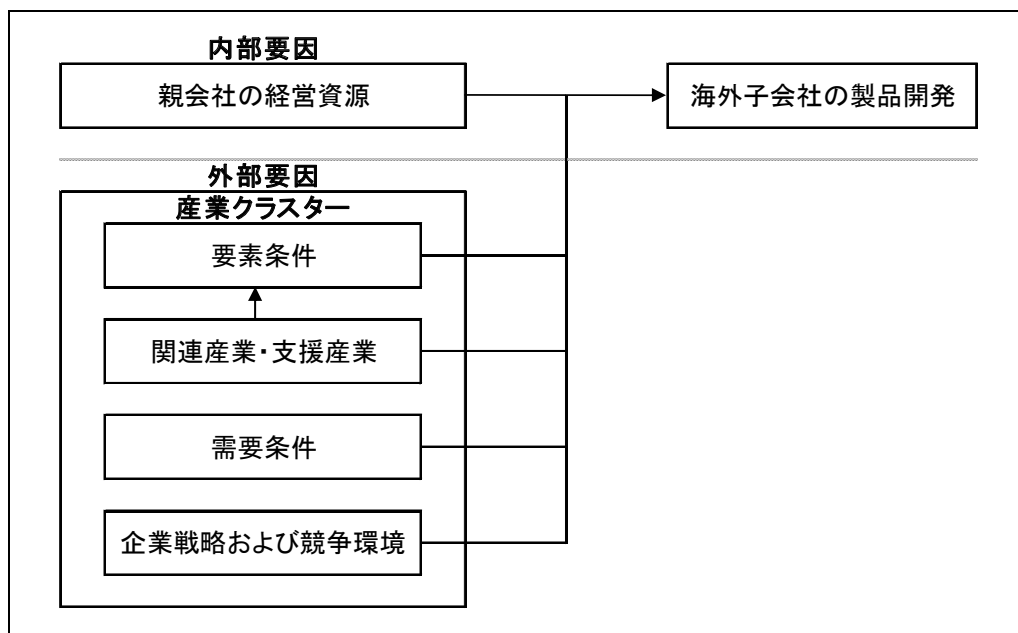 内部要因
親会社の経営資源
海外子会社の製品開発
外部要因
産業クラスター
要素条件
関連産業・支援産業
需要条件
企業戦略および競争環境